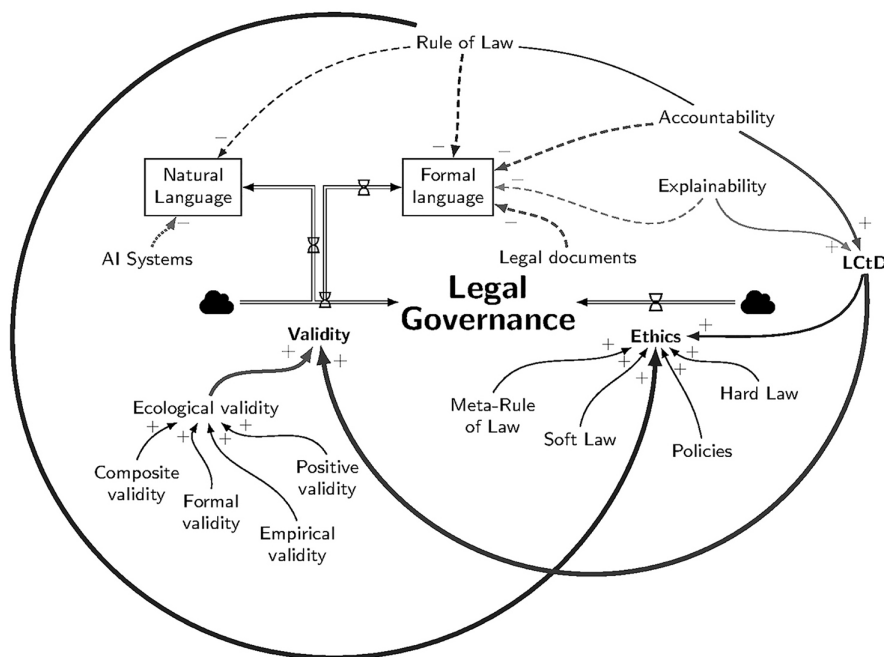 Rule of Law
Accountability
Natural
Language
Formal
language
Explainability
AI Systems
Legal documents
LCtD
Legal
Governance
Validity
Ethics
Ecological validity
Meta-Rule
of Law
Soft Law
Policies
Hard Law
Composite
validity
Formal
validity
Empirical
validity
Positive
validity